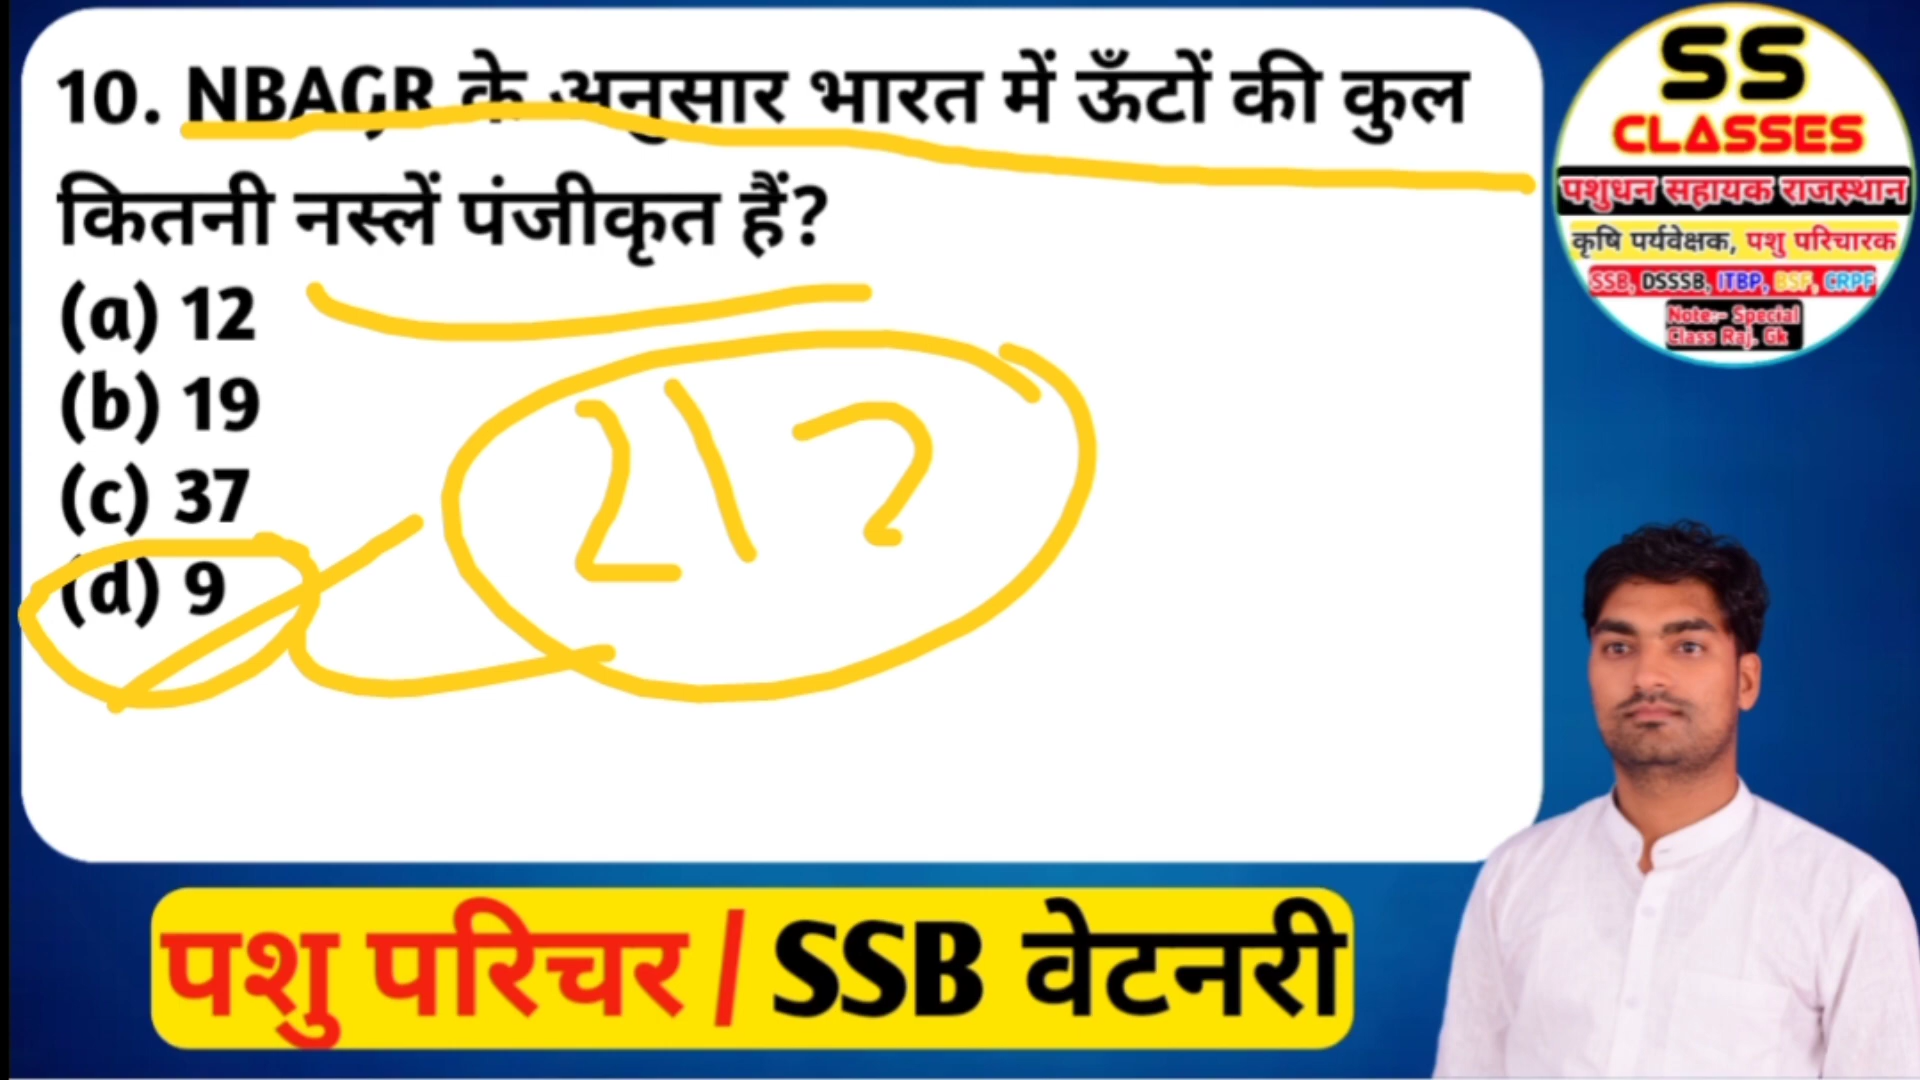 10. NBAGR के अनुसार भारत में ऊँटों की कुल
कितनी नस्लें पंजीकृत हैं?
(a) 12
(b) 19
(c) 37
(d) 9
SS
CLASSES
पशुधन सहायक राजस्थान
कृषि पर्यवेक्षक, पशु परिचारक
SSB, DSSSB, ITBP, BSF, CRPF
Note:- Special
Class Raj. Gk
पशु परिचर / SSB वेटनरी